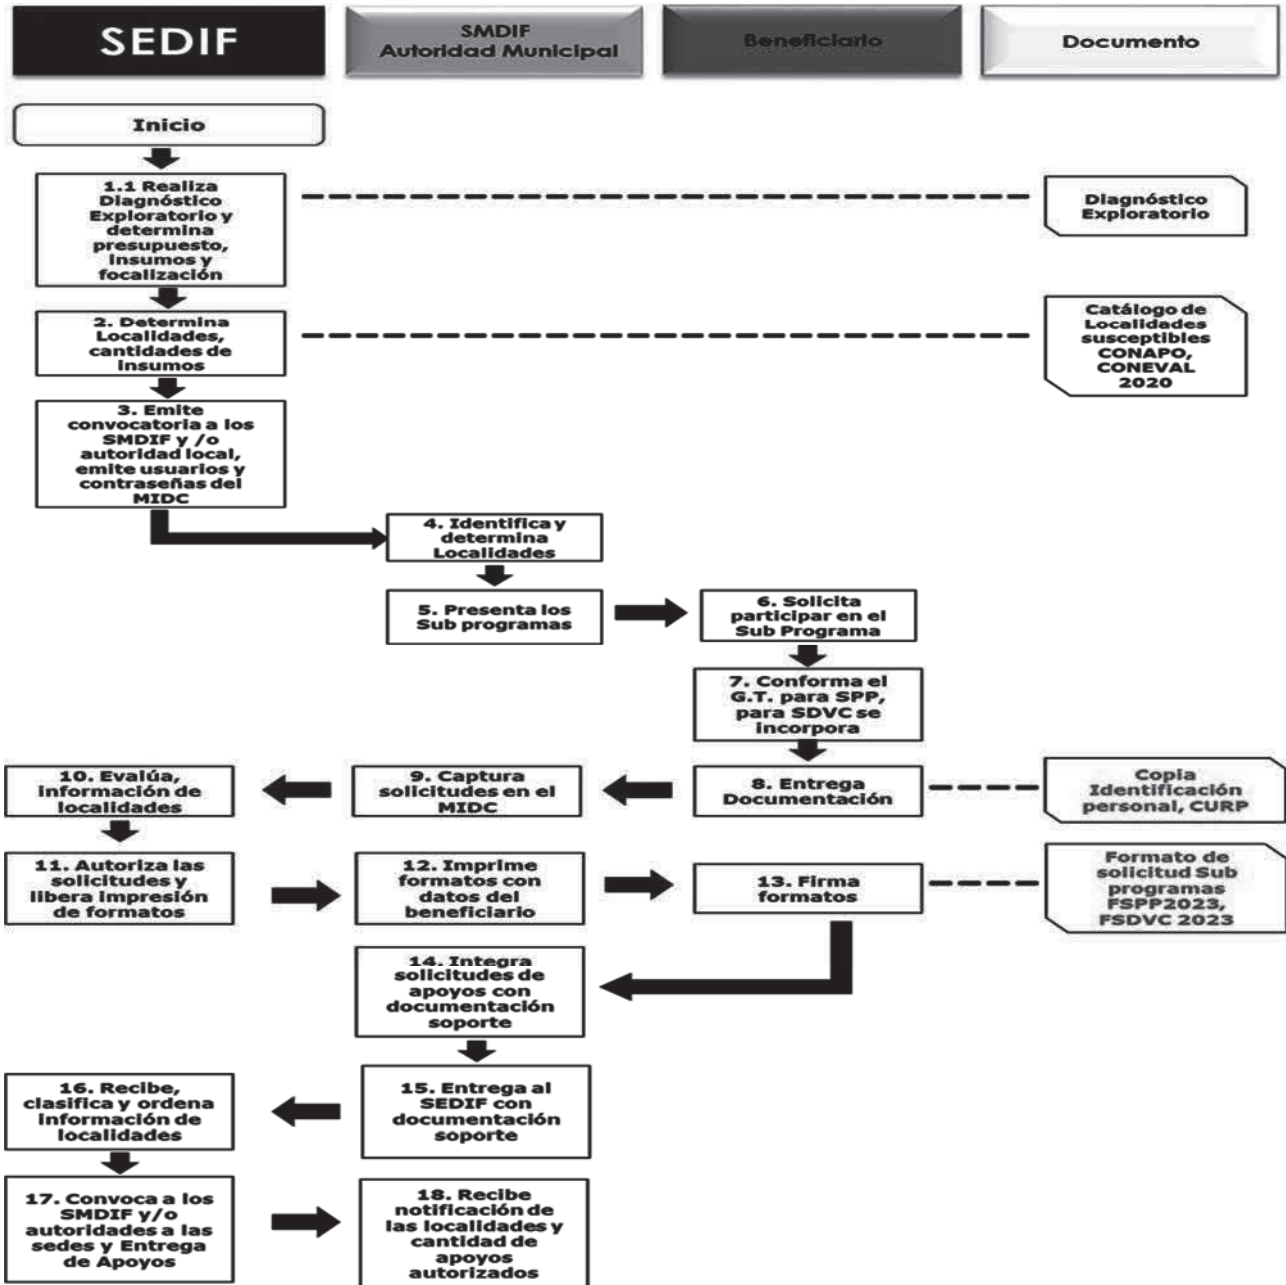 SEDIF
SMDIF
Autoridad Municipal
Beneficiario
Documento
Inicio
1.1 Realiza
Diagnóstico
Exploratorio y
determina
presupuesto,
insumos y
focalización
Diagnóstico
Exploratorio
2. Determina
Localidades,
cantidades de
insumos
Catálogo de
Localidades
susceptibles
CONAPO,
CONEVAL
2020
3. Emite
convocatoria a los
SMDIF y /o
autoridad local,
emite usuarios y
contraseñas del
MIDC
4. Identifica y
determina
Localidades
5. Presenta los
Sub programas
6. Solicita
participar en el
Sub Programa
7. Conforma el
G.T. para SPP,
para SDVC se
incorpora
10. Evalúa,
información de
localidades
9. Captura
solicitudes en el
MIDC
8. Entrega
Documentación
Copia
Identificación
personal, CURP
11. Autoriza las
solicitudes y
libera impresión
de formatos
12. Imprime
formatos con
datos del
beneficiario
13. Firma
formatos
Formato de
solicitud Sub
programas
FSPP2023,
FSDVC 2023
14. Integra
solicitudes de
apoyos con
documentación
soporte
16. Recibe,
clasifica y ordena
información de
localidades
15. Entrega al
SEDIF con
documentación
soporte
17. Convoca a los
SMDIF y/o
autoridades a las
sedes y Entrega
de Apoyos
18. Recibe
notificación de
las localidades y
cantidad de
apoyos
autorizados